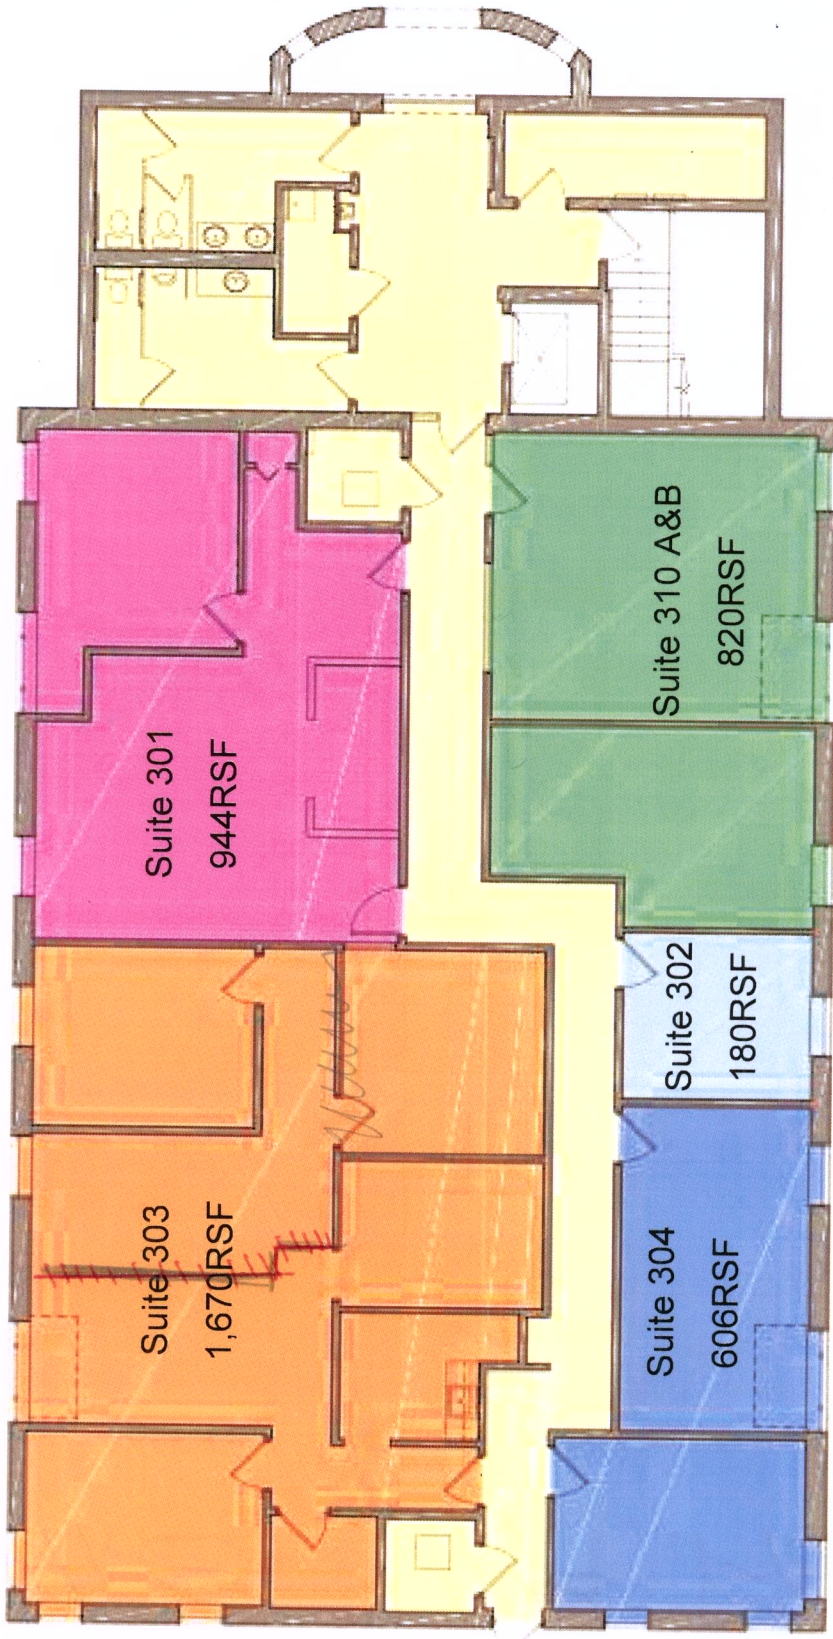 Suite 301
944RSF
Suite 310 A&B
820RSF
Suite 302
180RSF
Suite 303
1,670RSF
Suite 304
606RSF